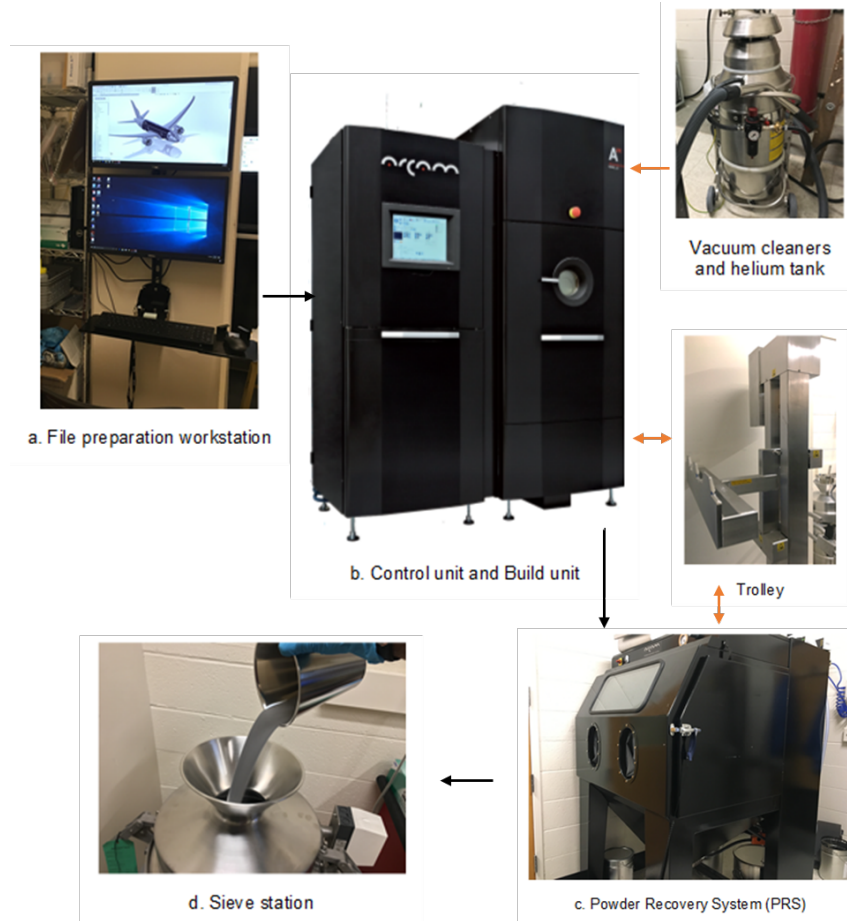 arcam
A
Vacuum cleaners
and helium tank
a. File preparation workstation
b. Control unit and Build unit
Trolley
d. Sieve station
c. Powder Recovery System (PRS)